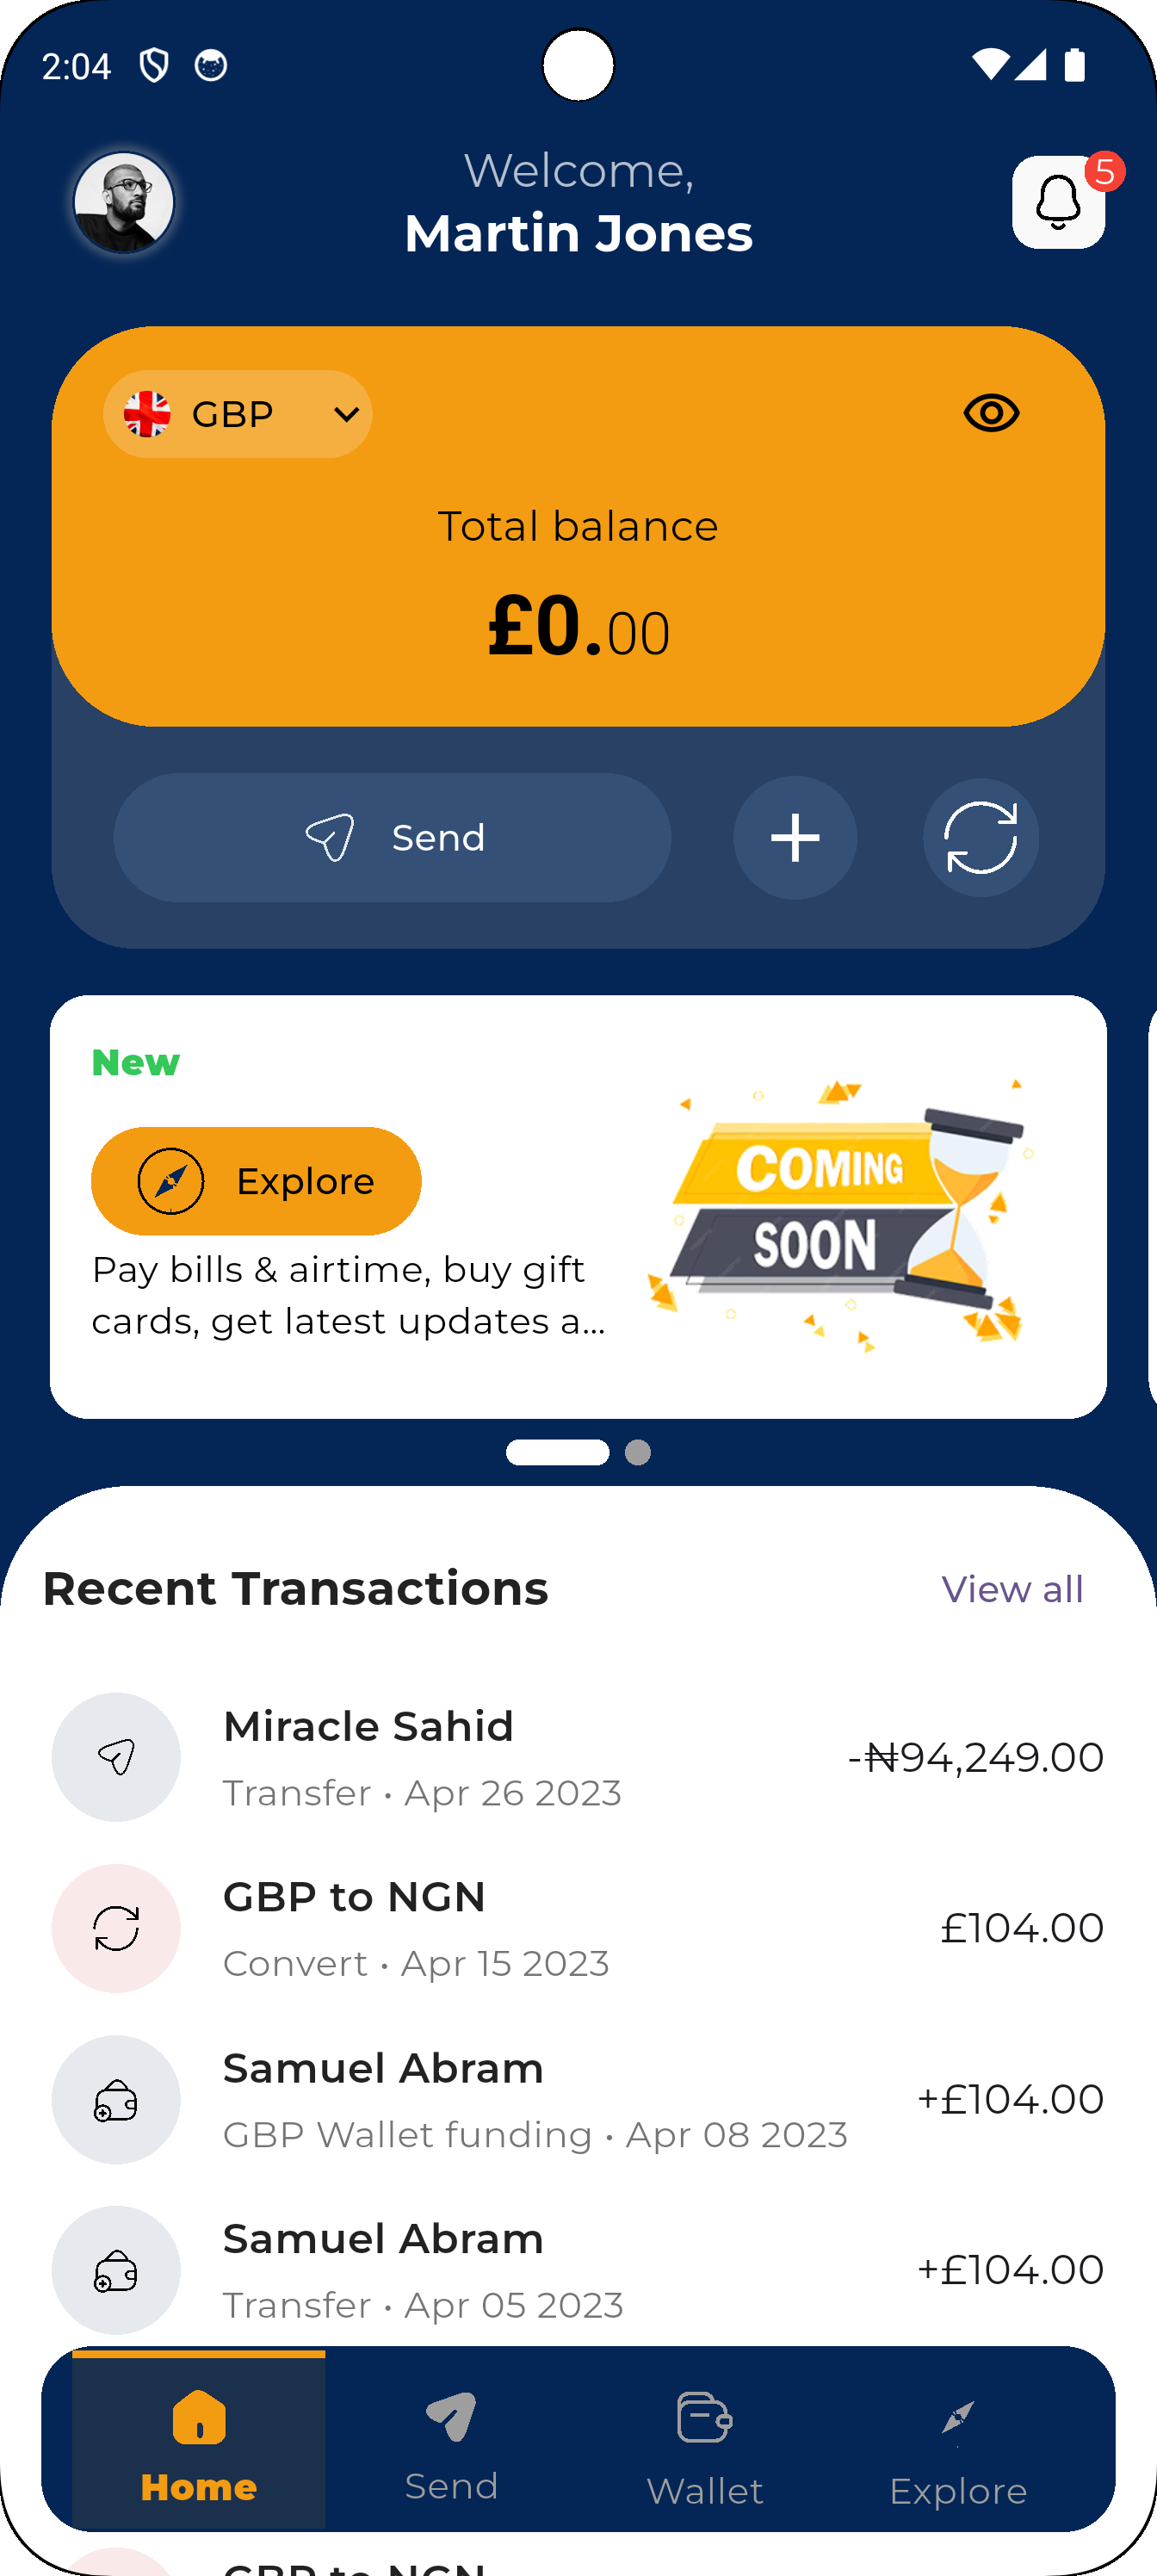 2:04
Welcome,
Martin Jones
5
GBP
Total balance
£0.00
Send
New
Explore
Pay bills & airtime, buy gift
cards, get latest updates a...
COMING
SOON
Recent Transactions
View all
Miracle Sahid
Transfer • Apr 26 2023
-₦94,249.00
GBP to NGN
Convert • Apr 15 2023
£104.00
Samuel Abram
GBP Wallet funding • Apr 08 2023
+£104.00
Samuel Abram
Transfer • Apr 05 2023
+£104.00
Home
Send
Wallet
Explore
GBP to NGN